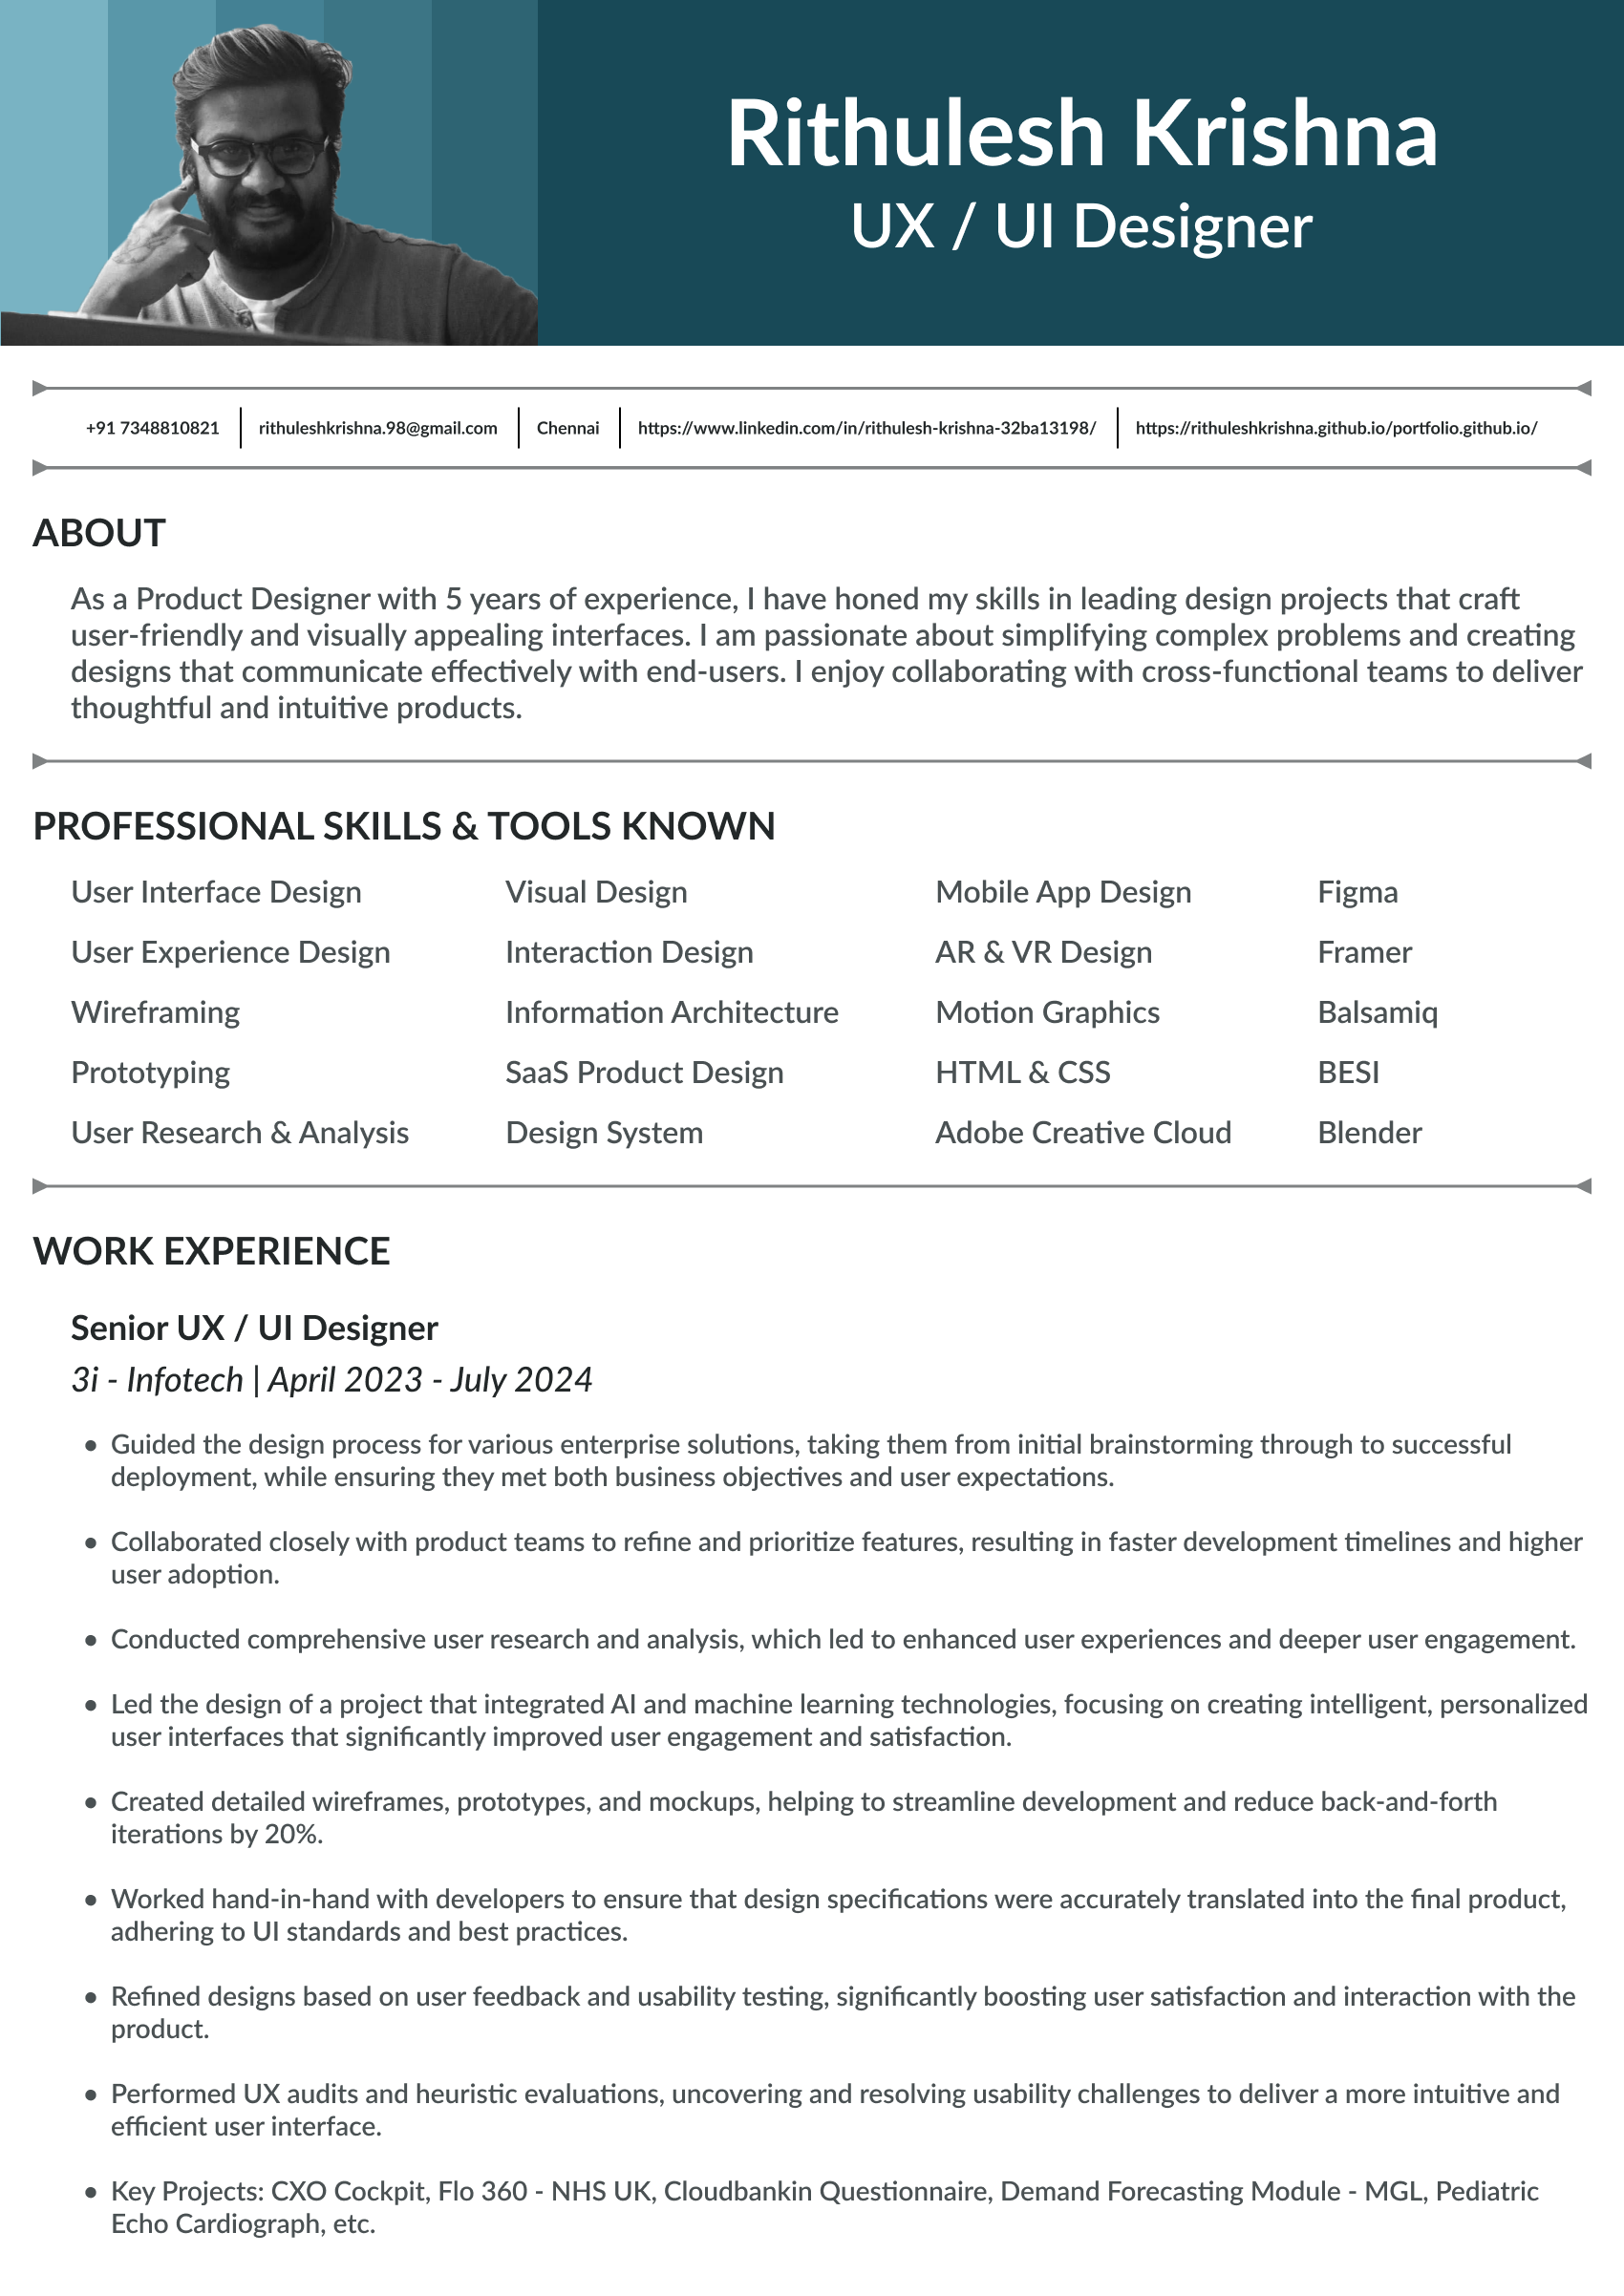 Rithulesh Krishna
UX / UI Designer
+91 7348810821 rithuleshkrishna.98@gmail.com Chennai https://www.linkedin.com/in/rithulesh-krishna-32ba13198/ https://rithuleshkrishna.github.io/portfolio.github.io/
ABOUT
As a Product Designer with 5 years of experience, I have honed my skills in leading design projects that craft
user-friendly and visually appealing interfaces. I am passionate about simplifying complex problems and creating
designs that communicate effectively with end-users. I enjoy collaborating with cross-functional teams to deliver
thoughtful and intuitive products.
PROFESSIONAL SKILLS & TOOLS KNOWN
User Interface Design Visual Design Mobile App Design Figma
User Experience Design Interaction Design AR & VR Design Framer
Wireframing Information Architecture Motion Graphics Balsamiq
Prototyping SaaS Product Design HTML & CSS BESI
User Research & Analysis Design System Adobe Creative Cloud Blender
WORK EXPERIENCE
Senior UX / UI Designer
3i - Infotech | April 2023 - July 2024
• Guided the design process for various enterprise solutions, taking them from initial brainstorming through to successful
deployment, while ensuring they met both business objectives and user expectations.
• Collaborated closely with product teams to refine and prioritize features, resulting in faster development timelines and higher
user adoption.
• Conducted comprehensive user research and analysis, which led to enhanced user experiences and deeper user engagement.
• Led the design of a project that integrated AI and machine learning technologies, focusing on creating intelligent, personalized
user interfaces that significantly improved user engagement and satisfaction.
• Created detailed wireframes, prototypes, and mockups, helping to streamline development and reduce back-and-forth
iterations by 20%.
• Worked hand-in-hand with developers to ensure that design specifications were accurately translated into the final product,
adhering to UI standards and best practices.
• Refined designs based on user feedback and usability testing, significantly boosting user satisfaction and interaction with the
product.
• Performed UX audits and heuristic evaluations, uncovering and resolving usability challenges to deliver a more intuitive and
efficient user interface.
• Key Projects: CXO Cockpit, Flo 360 - NHS UK, Cloudbankin Questionnaire, Demand Forecasting Module - MGL, Pediatric
Echo Cardiograph, etc.